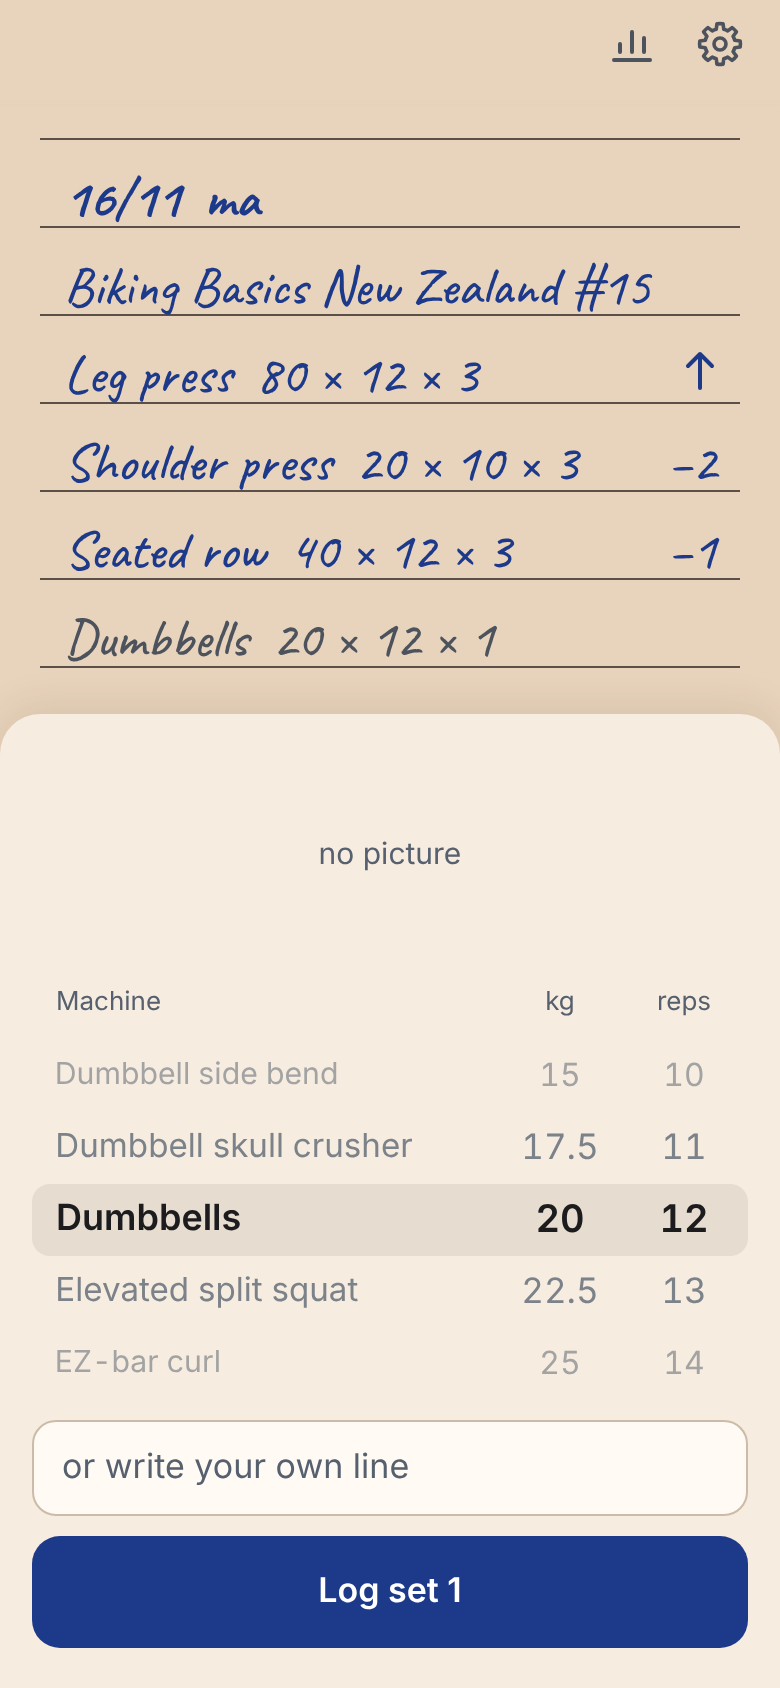 16/11 ma
Biking Basics New Zealand #15
Leg press 80 × 12 × 3 ↑
Shoulder press 20 × 10 × 3 –2
Seated row 40 × 12 × 3 –1
Dumbbells 20 × 12 × 1
no picture
Machine kg reps
Dumbbell side bend 15 10
Dumbbell skull crusher 17.5 11
Dumbbells 20 12
Elevated split squat 22.5 13
EZ-bar curl 25 14
or write your own line
Log set 1